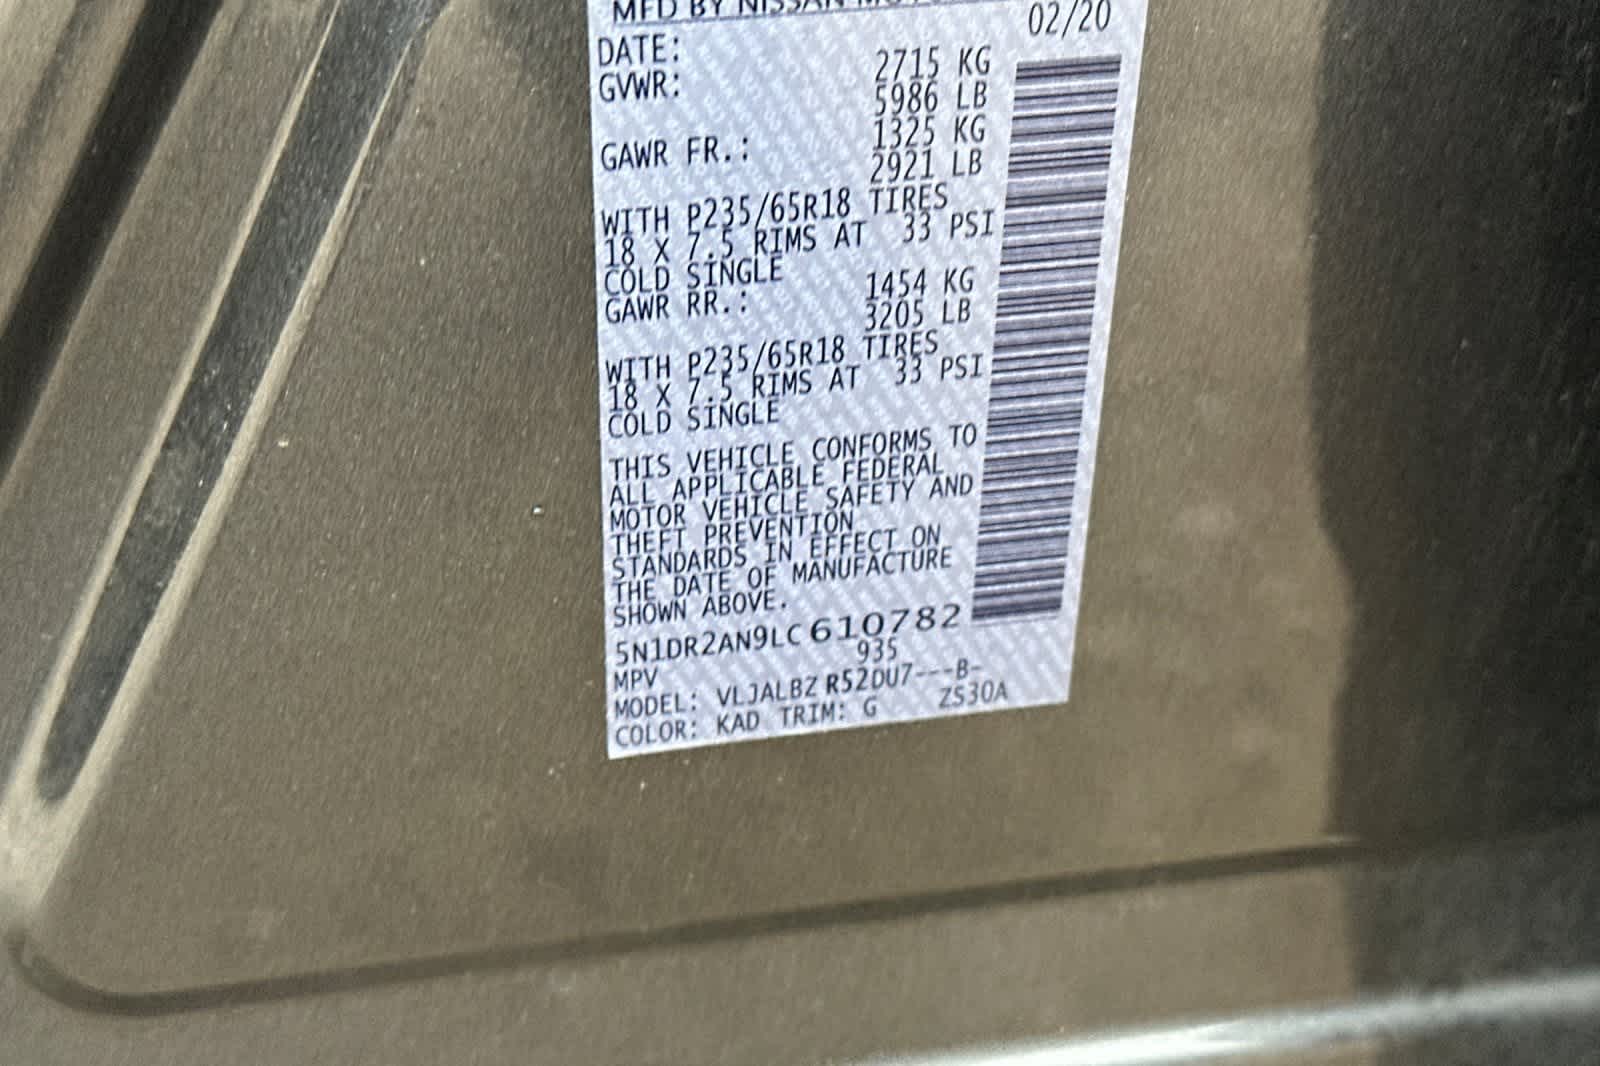 MFD BY NISSAN MOTOR
02/20
DATE:
GVWR: 2715 KG
5986 LB
GAWR FR.: 1325 KG
2921 LB
WITH P235/65R18 TIRES
18 X 7.5 RIMS AT 33 PSI
COLD SINGLE
GAWR RR.: 1454 KG
3205 LB
WITH P235/65R18 TIRES
18 X 7.5 RIMS AT 33 PSI
COLD SINGLE
THIS VEHICLE CONFORMS TO
ALL APPLICABLE FEDERAL
MOTOR VEHICLE SAFETY AND
THEFT PREVENTION
STANDARDS IN EFFECT ON
THE DATE OF MANUFACTURE
SHOWN ABOVE.
5N1DR2AN9LC610782
MPV 935
MODEL: VLJALBZ R52DU7---B-
COLOR: KAD TRIM: G ZS30A